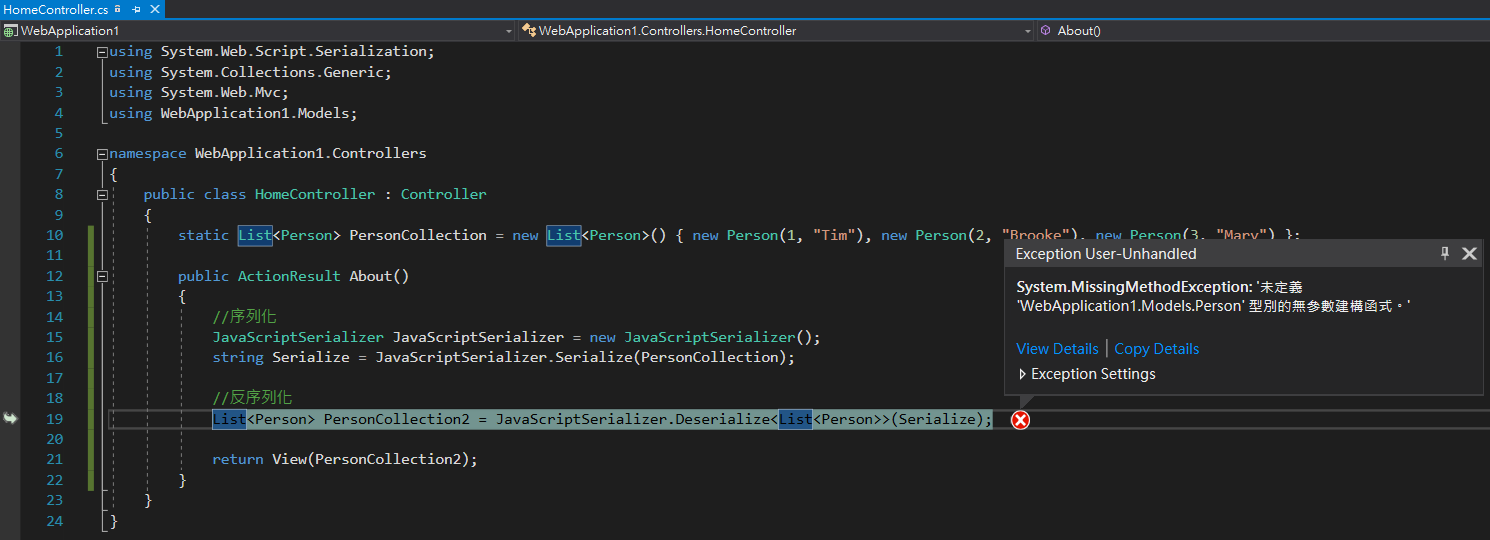 HomeController.cs
WebApplication1 WebApplication1.Controllers.HomeController About()
1 using System.Web.Script.Serialization;
2 using System.Collections.Generic;
3 using System.Web.Mvc;
4 using WebApplication1.Models;
5
6 namespace WebApplication1.Controllers
7 {
8 public class HomeController : Controller
9 {
10 static List<Person> PersonCollection = new List<Person>() { new Person(1, "Tim"), new Person(2, "Brooke"), new Person(3, "Mary") };
11
12 public ActionResult About()
13 {
14 //序列化
15 JavaScriptSerializer JavaScriptSerializer = new JavaScriptSerializer();
16 string Serialize = JavaScriptSerializer.Serialize(PersonCollection);
17
18 //反序列化
19 List<Person> PersonCollection2 = JavaScriptSerializer.Deserialize<List<Person>>(Serialize);
20
21 return View(PersonCollection2);
22 }
23 }
24 }
Exception User-Unhandled
System.MissingMethodException: '未定義
'WebApplication1.Models.Person' 型別的無參數建構函式。'
View Details | Copy Details
Exception Settings